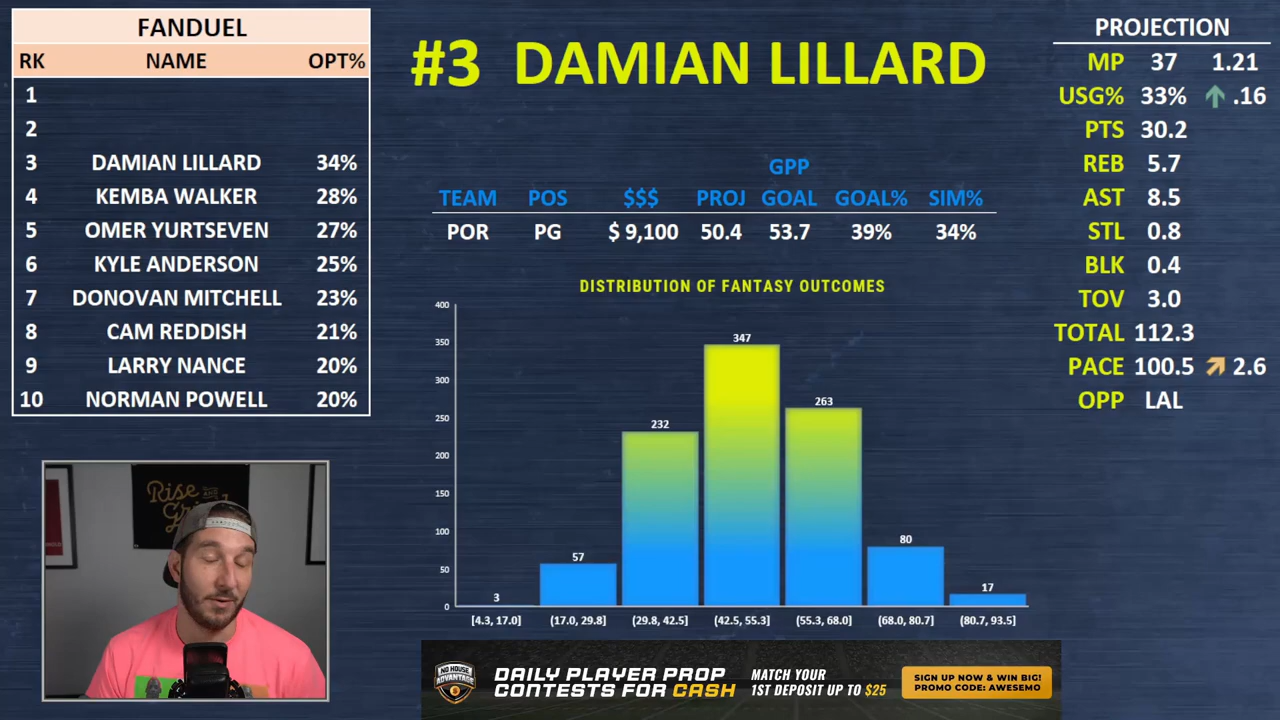 FANDUEL
RK NAME OPT%
1
2
3 DAMIAN LILLARD 34%
4 KEMBA WALKER 28%
5 OMER YURTSEVEN 27%
6 KYLE ANDERSON 25%
7 DONOVAN MITCHELL 23%
8 CAM REDDISH 21%
9 LARRY NANCE 20%
10 NORMAN POWELL 20%
#3 DAMIAN LILLARD
GPP
TEAM POS $$$ PROJ GOAL GOAL% SIM%
POR PG $ 9,100 50.4 53.7 39% 34%
DISTRIBUTION OF FANTASY OUTCOMES
400
350
300
250
200
150
100
50
0
3
57
232
347
263
80
17
[4.3, 17.0]
(17.0, 29.8]
(29.8, 42.5]
(42.5, 55.3]
(55.3, 68.0]
(68.0, 80.7]
(80.7, 93.5]
PROJECTION
MP 37 1.21
USG% 33% .16
PTS 30.2
REB 5.7
AST 8.5
STL 0.8
BLK 0.4
TOV 3.0
TOTAL 112.3
PACE 100.5 2.6
OPP LAL
Rise
AND
NO HOUSE
ADVANTAGE
DAILY PLAYER PROP
CONTESTS FOR CASH
MATCH YOUR
1ST DEPOSIT UP TO $25
SIGN UP NOW & WIN BIG!
PROMO CODE: AWESEMO